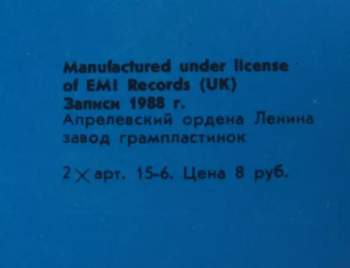 Manufactured under license
of EMI Records (UK)
Записи 1988 г.
Апрелевский ордена Ленина
завод грампластинок
2 × арт. 15-6. Цена 8 руб.